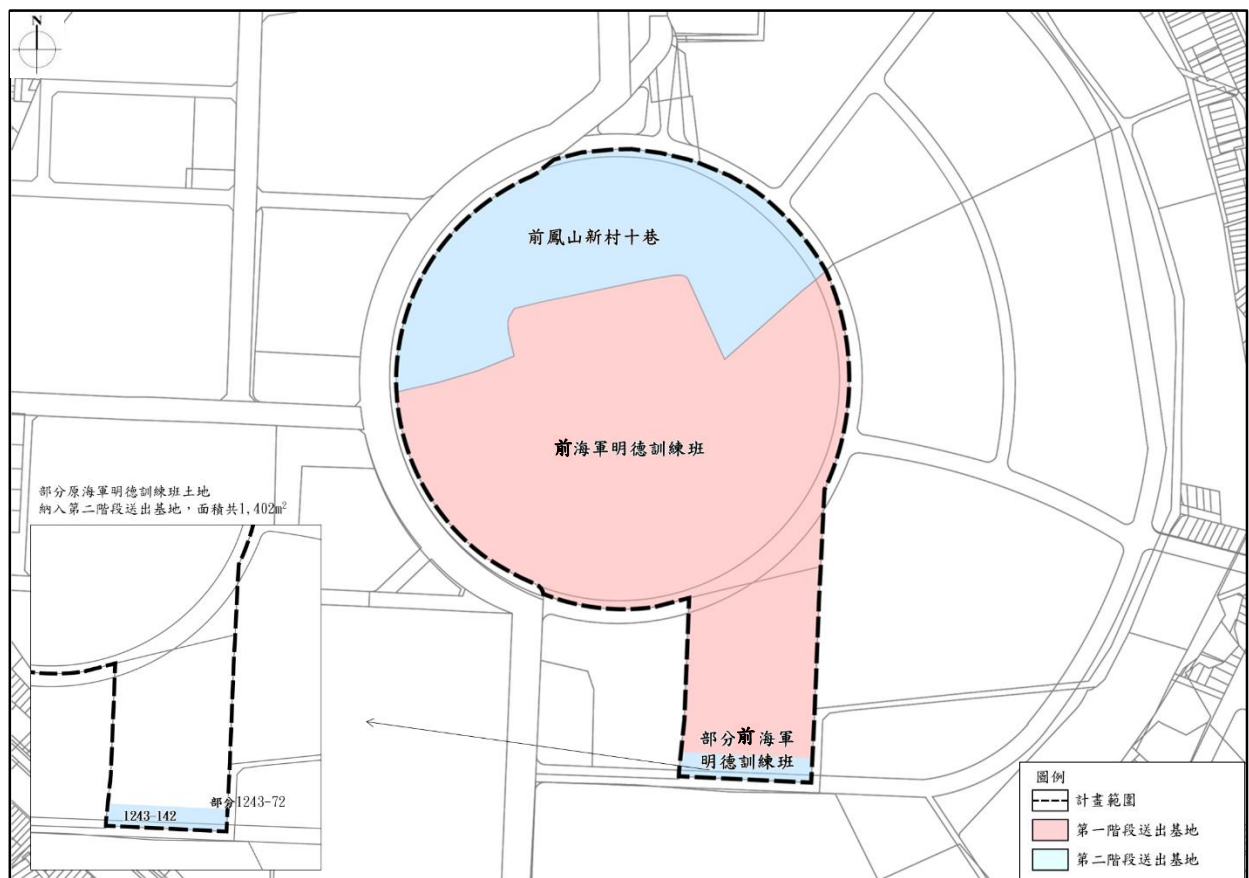 N
前鳳山新村十巷
前海軍明德訓練班
部分原海軍明德訓練班土地
納入第二階段送出基地，面積共1,402m²
部分前海軍
明德訓練班
部分1243-72
1243-142
圖例
計畫範圍
第一階段送出基地
第二階段送出基地